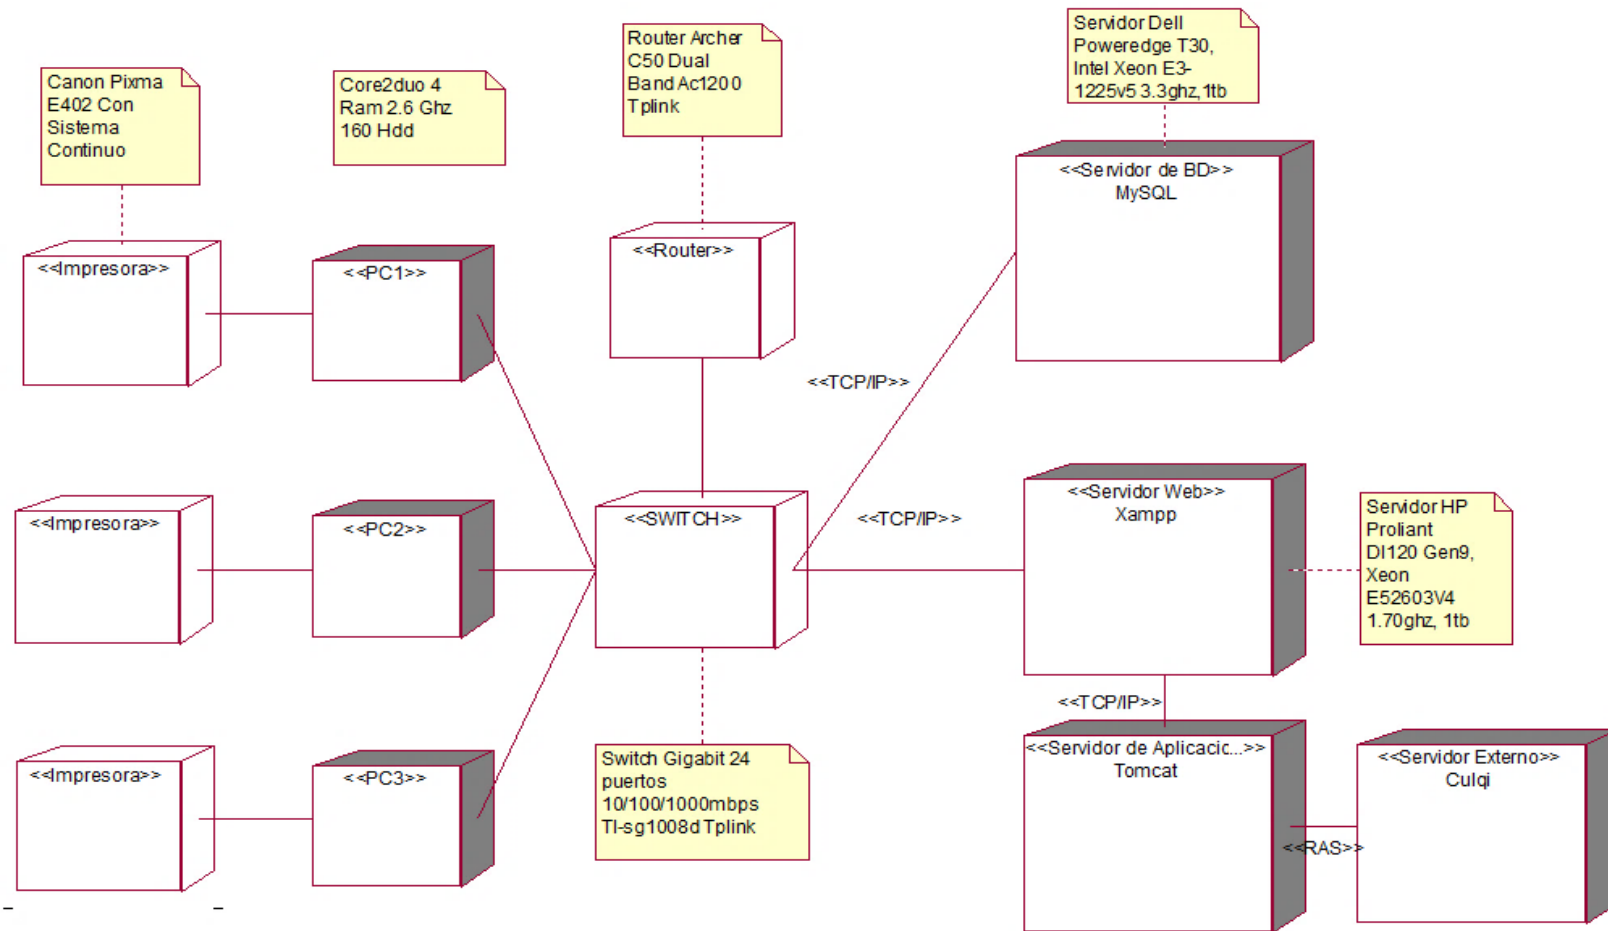 Canon Pixma
E402 Con
Sistema
Continuo
Core2duo 4
Ram 2.6 Ghz
160 Hdd
Router Archer
C50 Dual
Band Ac1200
Tplink
Servidor Dell
Poweredge T30,
Intel Xeon E3-
1225v5 3.3ghz,1tb
<<Impresora>>
<<PC1>>
<<Router>>
<<Servidor de BD>>
MySQL
<<TCP/IP>>
<<Impresora>>
<<PC2>>
<<SWITCH>>
<<TCP/IP>>
<<Servidor Web>>
Xampp
Servidor HP
Proliant
Dl120 Gen9,
Xeon
E52603V4
1.70ghz, 1tb
<<TCP/IP>>
<<Impresora>>
<<PC3>>
Switch Gigabit 24
puertos
10/100/1000mbps
Tl-sg1008d Tplink
<<Servidor de Aplicacic...>>
Tomcat
<<Servidor Externo>>
Culqi
<<RAS>>